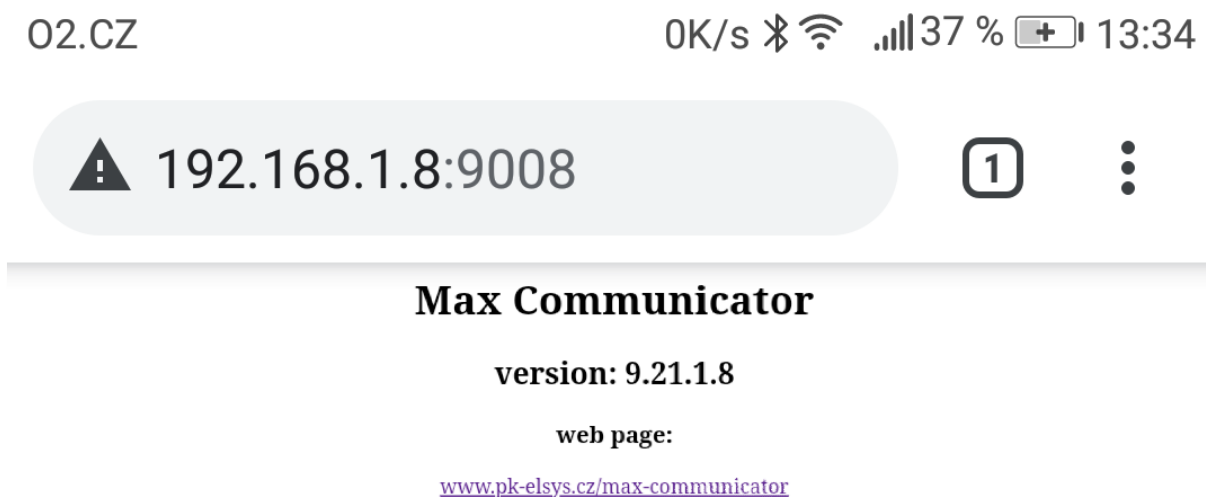 O2.CZ 0K/s 37 % 13:34
192.168.1.8:9008 1
Max Communicator
version: 9.21.1.8
web page:
www.pk-elsys.cz/max-communicator